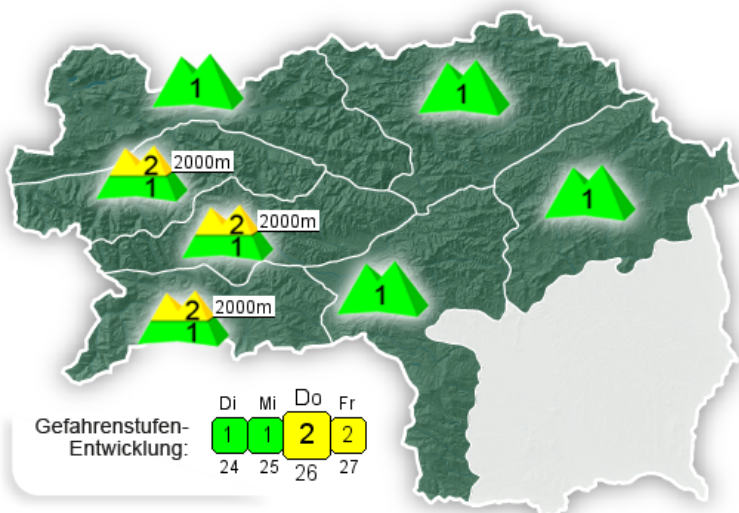 1
1
2 2000m
1
1
2 2000m
1
1
2 2000m
1
Di Mi Do Fr
Gefahrenstufen-
Entwicklung:
1 1 2 2
24 25 26 27